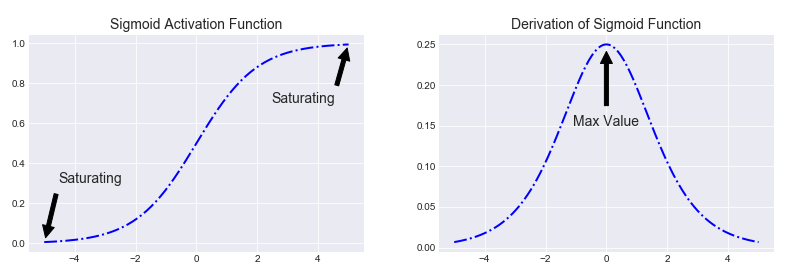 Sigmoid Activation Function
1.0
0.8
0.6
0.4
0.2
0.0
Saturating
Saturating
−4 −2 0 2 4
Derivation of Sigmoid Function
0.25
0.20
0.15
0.10
0.05
0.00
Max Value
−4 −2 0 2 4